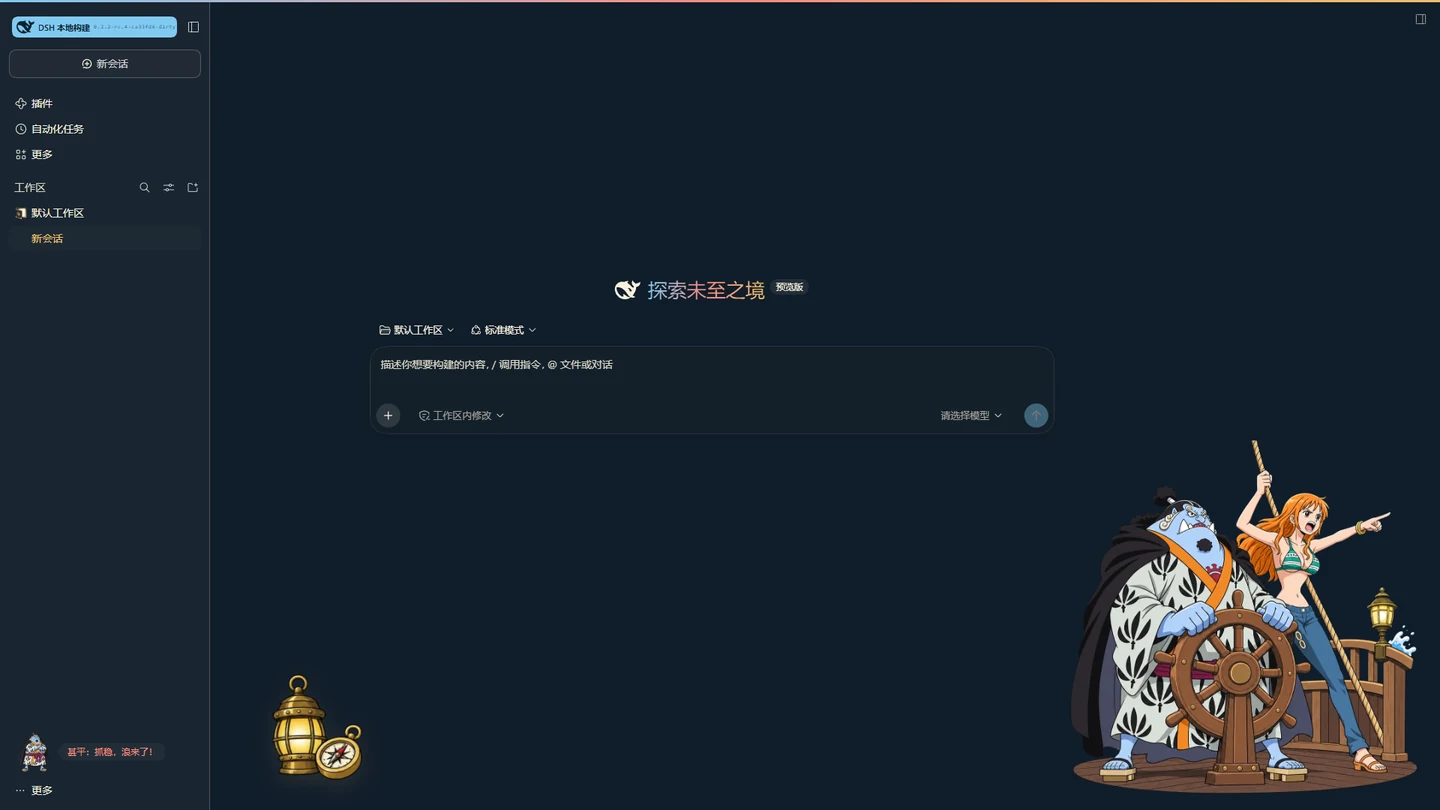 DSH 本地构建
新会话
插件
自动化任务
更多
工作区
默认工作区
新会话
探索未至之境
预览版
默认工作区
标准模式
描述你想要构建的内容, / 调用指令, @ 文件或对话
工作区内修改
请选择模型
甚平：抓稳，浪来了！
更多